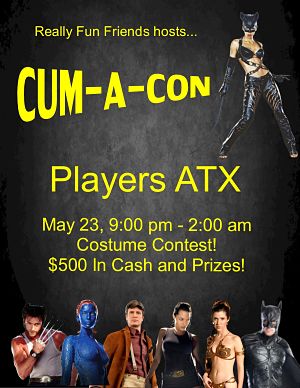 Really Fun Friends hosts...
CUM-A-CON
Players ATX
May 23, 9:00 pm - 2:00 am
Costume Contest!
$500 In Cash and Prizes!